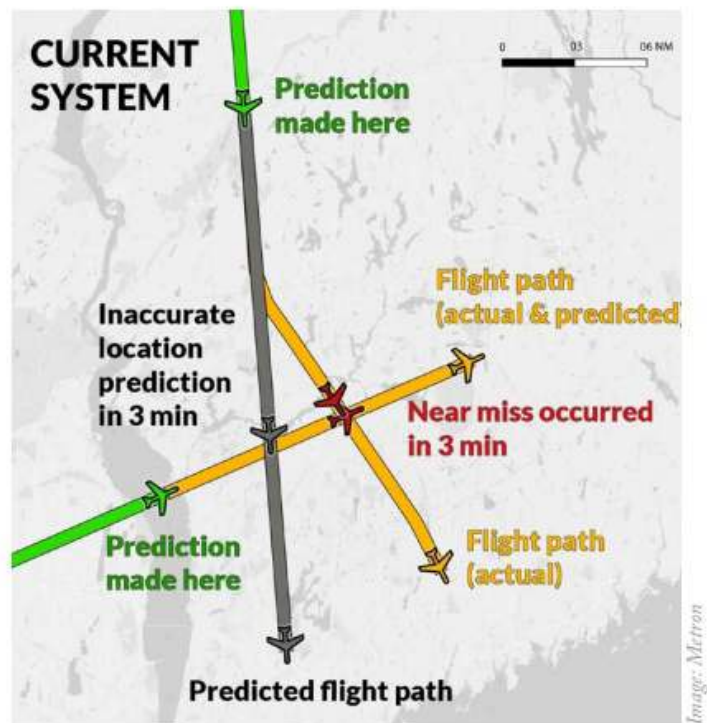 CURRENT
SYSTEM
0 03 06 NM
Prediction
made here
Flight path
(actual & predicted)
Inaccurate
location
prediction
in 3 min
Near miss occurred
in 3 min
Prediction
made here
Flight path
(actual)
Predicted flight path
Image: Metron